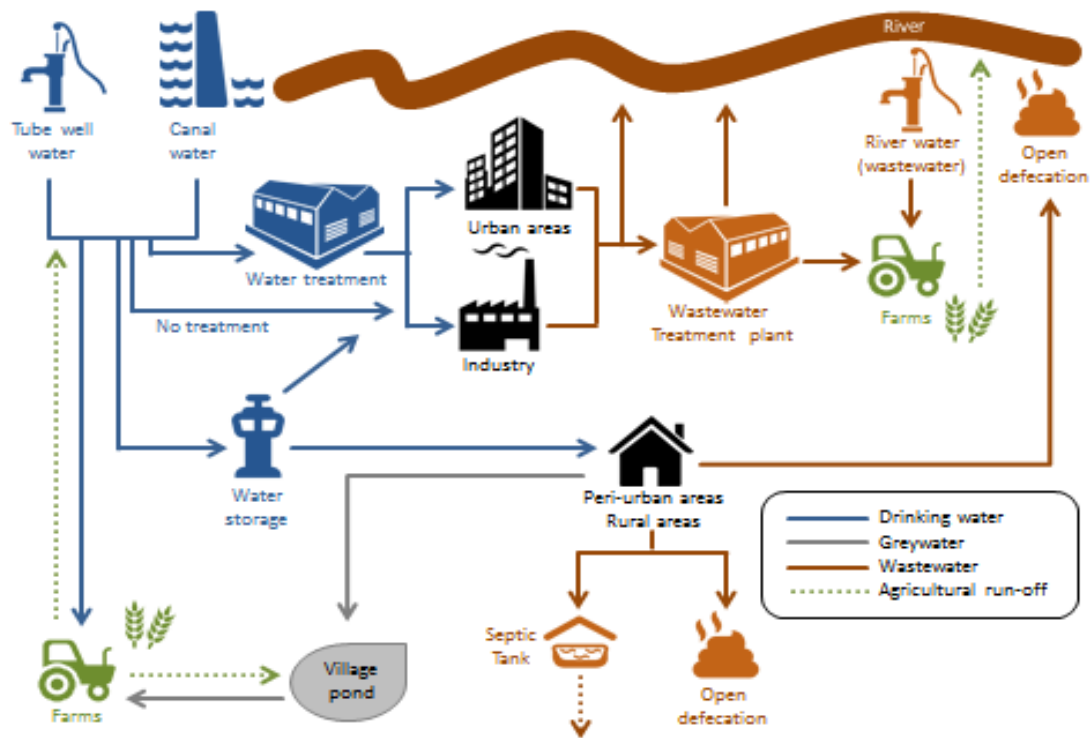 River
Tube well
water
Canal
water
River water
(wastewater)
Open
defecation
Urban areas
Water treatment
No treatment
Wastewater
Treatment plant
Farms
Industry
Water
storage
Peri-urban areas
Rural areas
Drinking water
Greywater
Wastewater
Agricultural run-off
Septic
Tank
Village
pond
Open
defecation
Farms